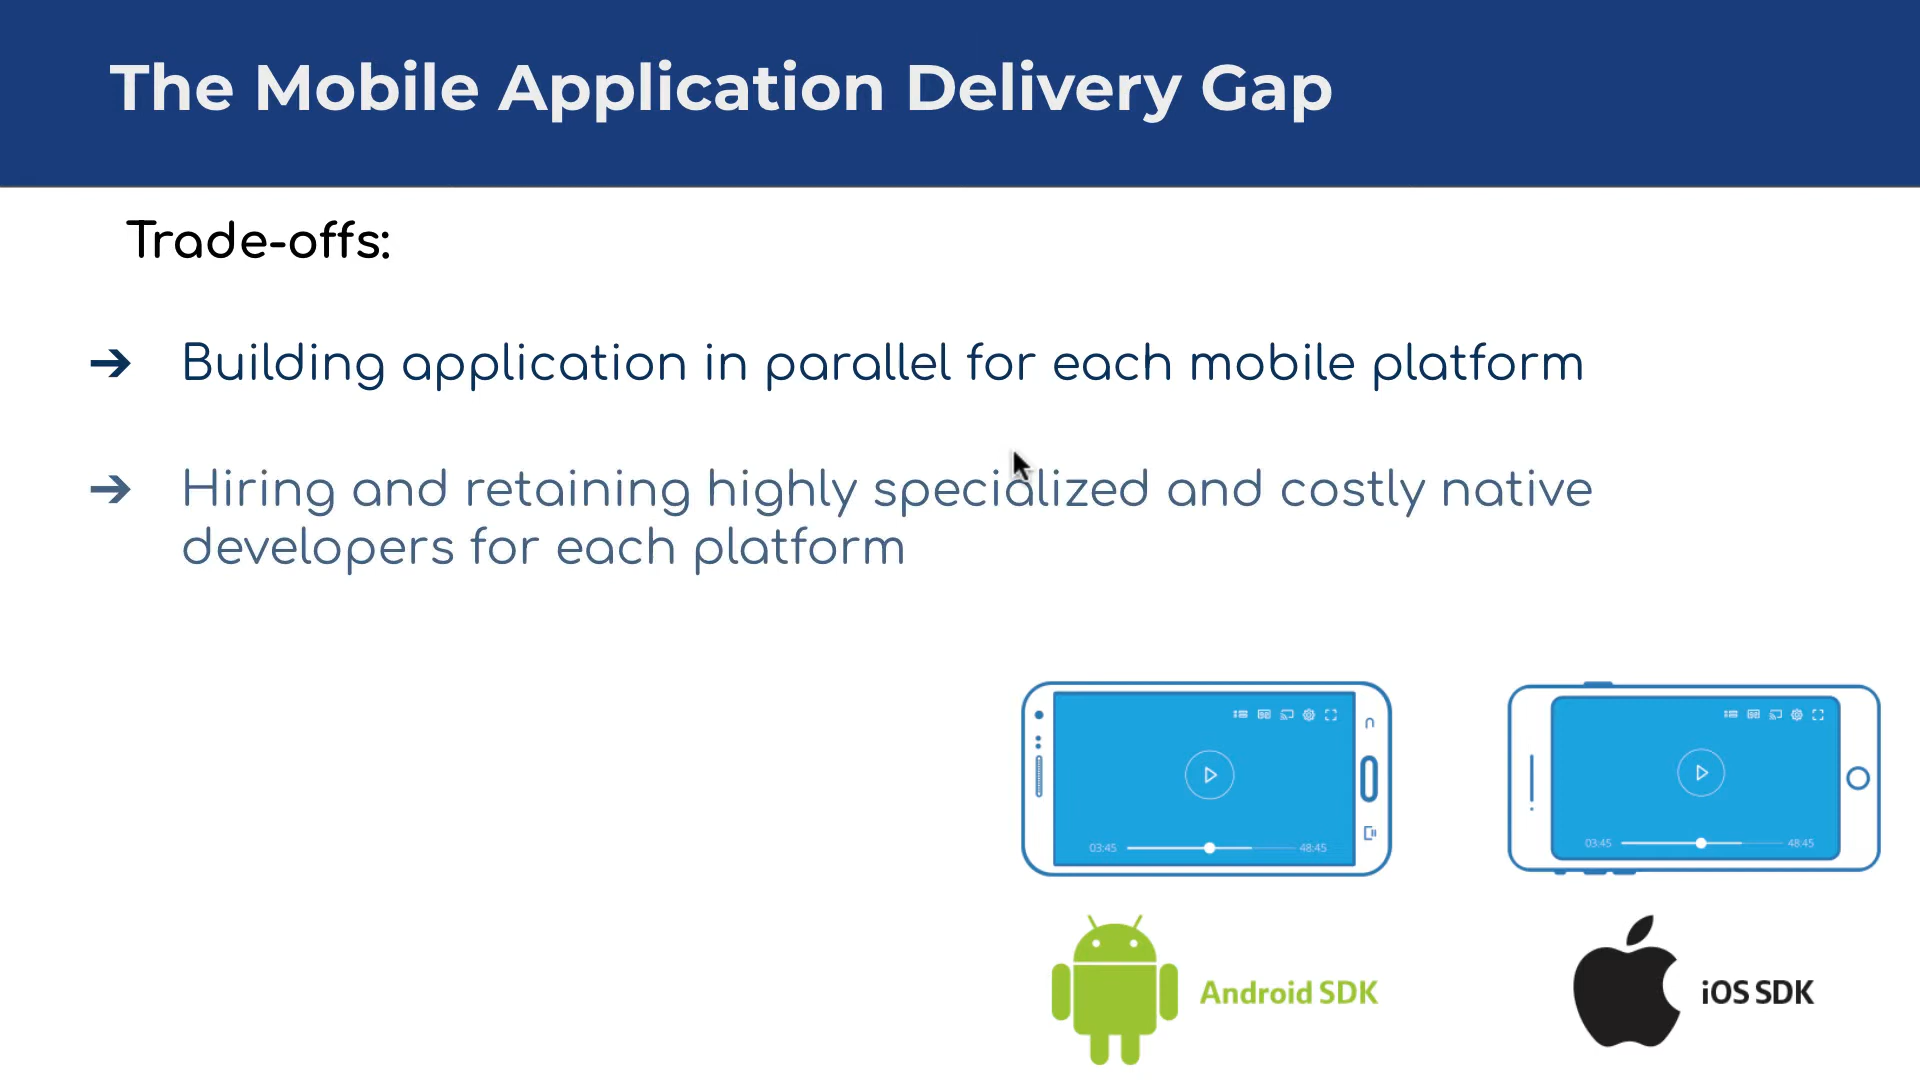 The Mobile Application Delivery Gap
Trade-offs:
➔ Building application in parallel for each mobile platform
➔ Hiring and retaining highly specialized and costly native
developers for each platform
03:45 48:45
03:45 48:45
Android SDK
iOS SDK